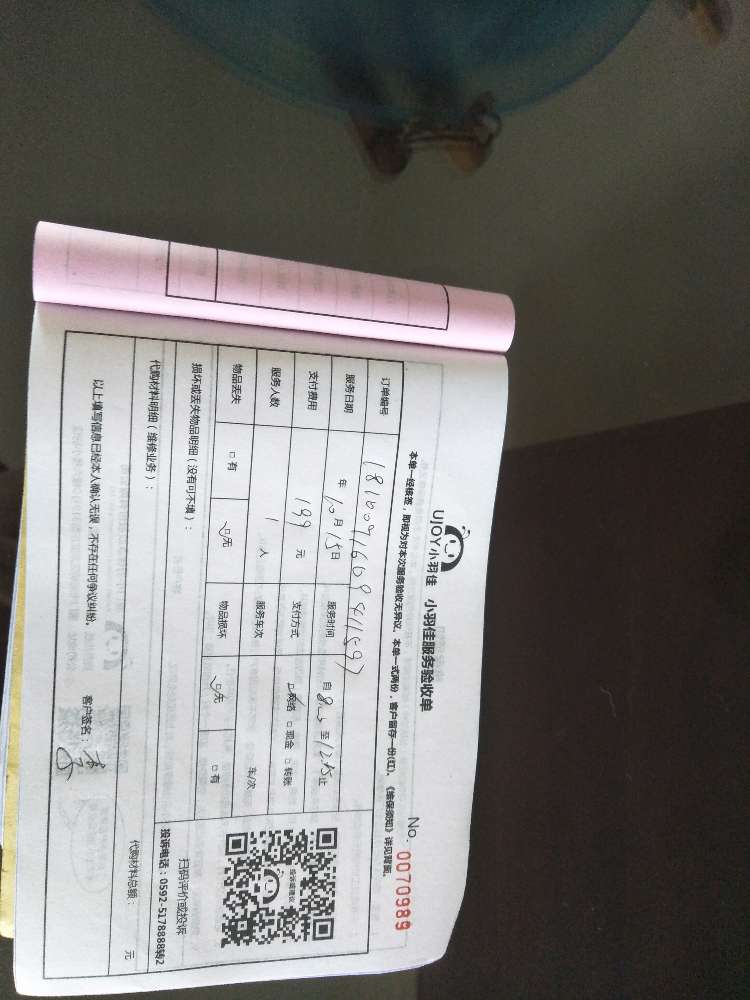 UJOY小羽佳 小羽佳服务验收单
No. 0070989
本单一经核签，即视为对本次服务验收无异议。本单一式两份，客户留存一份(红)。《维保须知》详见背面。
订单编号
服务日期 年 10月15日 服务时间 自 8:00 至 12:15 止
支付费用 199 元 支付方式 网络 □现金 □转账
服务人数 1 人 服务车次 车/次
物品丢失 □有 无 物品损坏 无 □有
损坏或丢失物品明细（没有可不填）：
扫码评价或投诉
投诉电话：0592-5178888转2
代购材料明细（维修业务）：
代购材料总额： 元
以上填写信息已经本人确认无误，不存在任何争议纠纷。
客户签名：